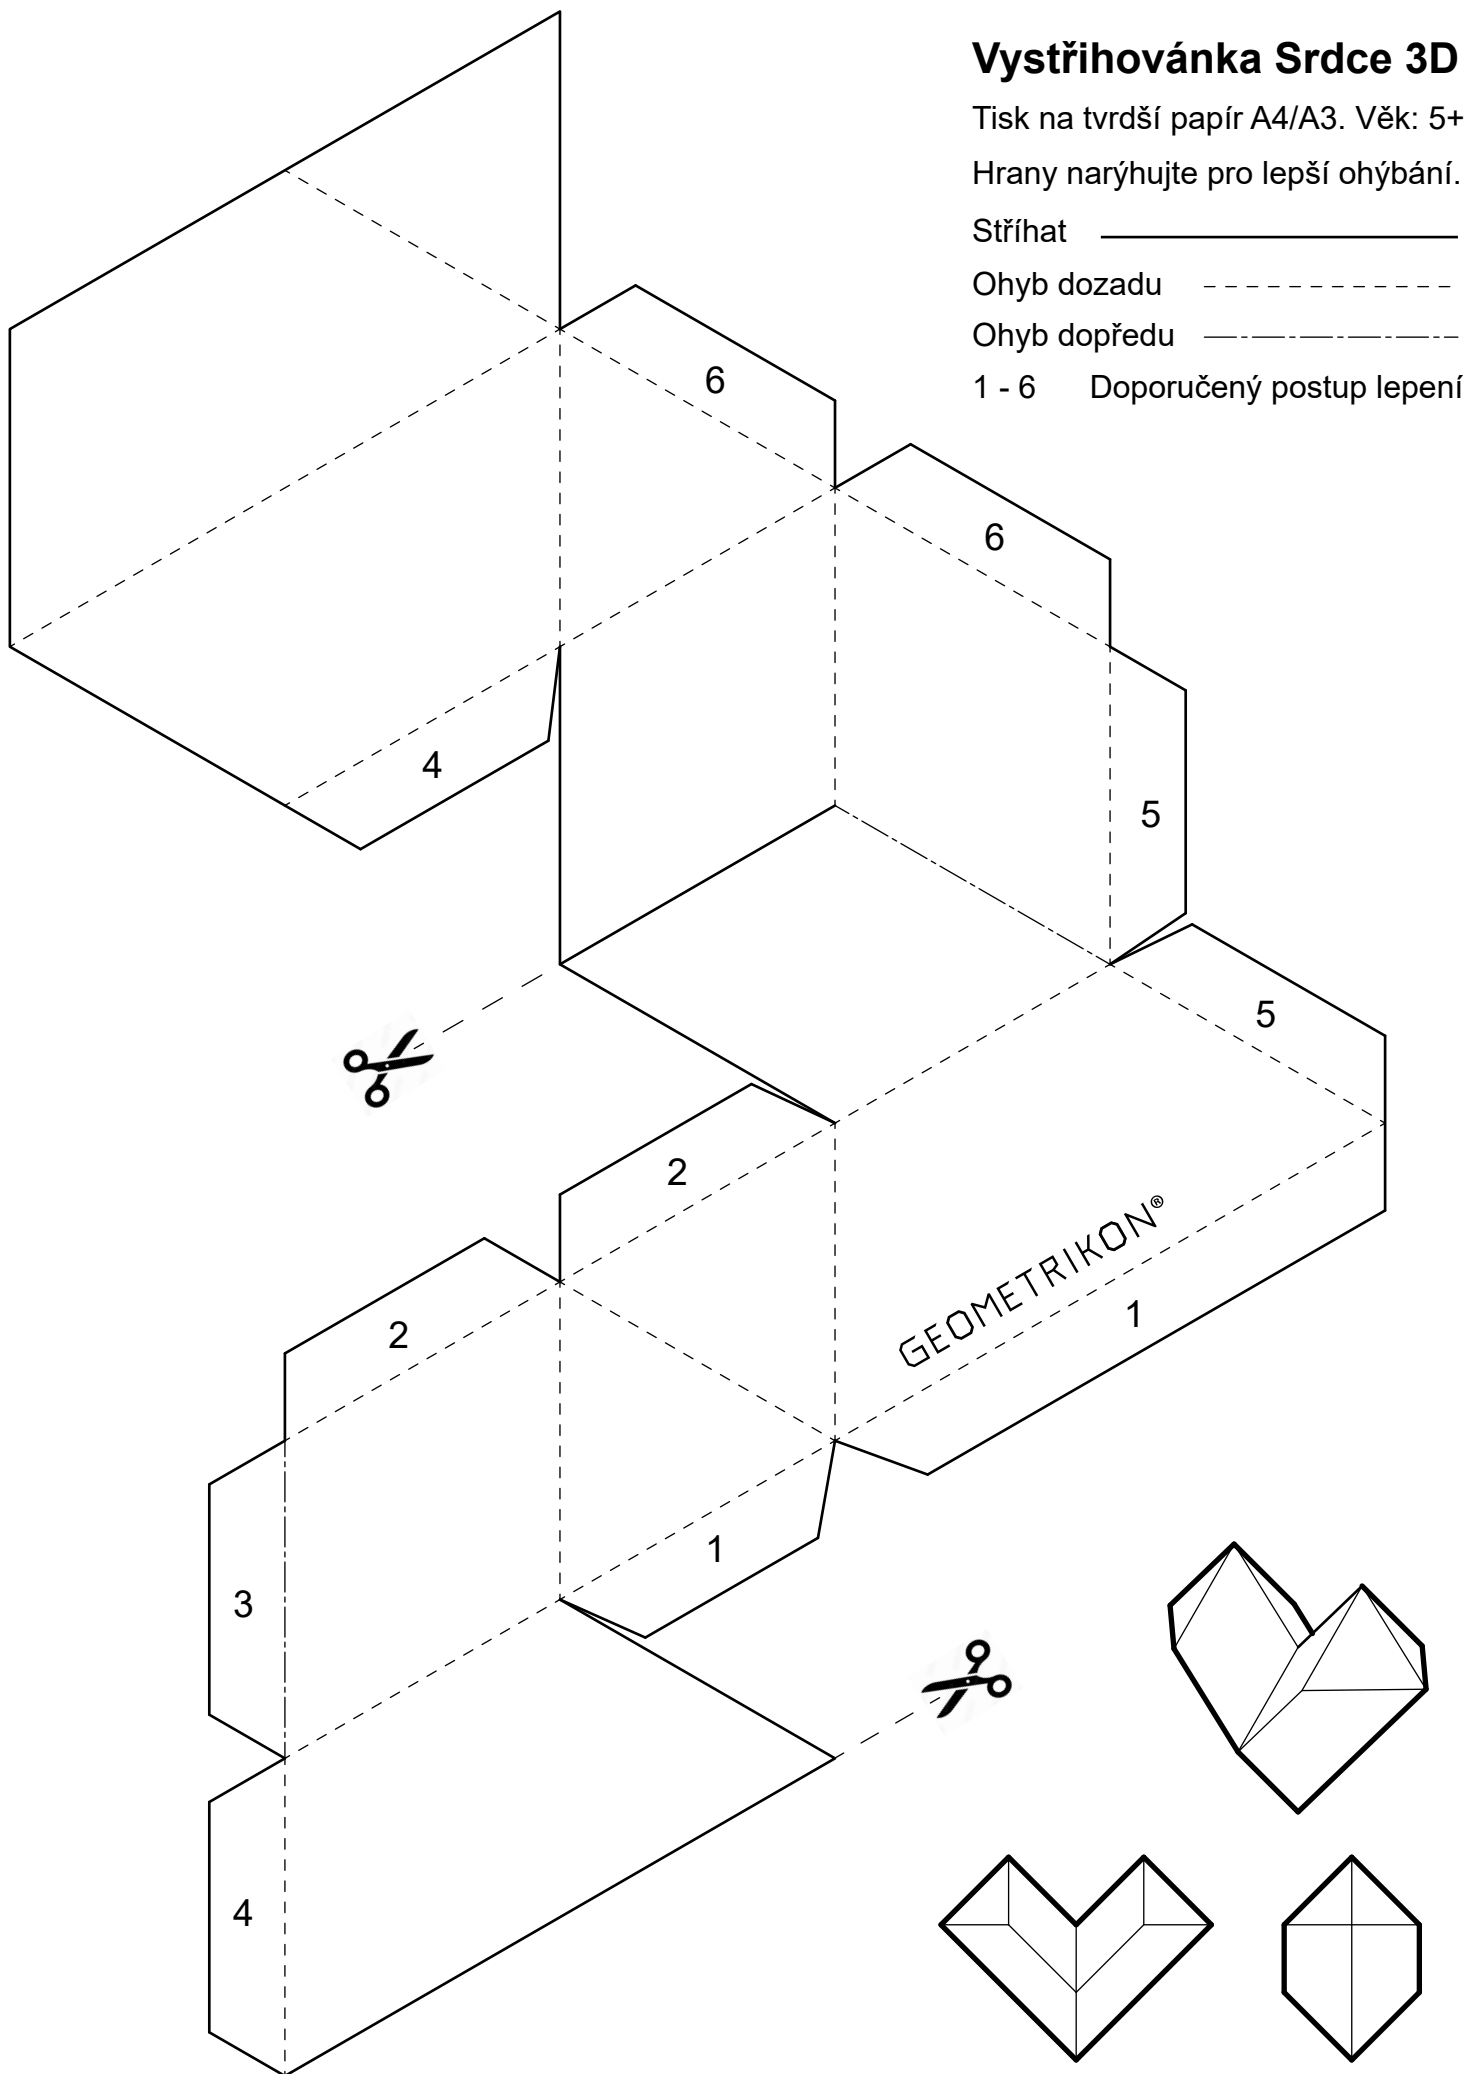 Vystřihovánka Srdce 3D
Tisk na tvrdší papír A4/A3. Věk: 5+
Hrany narýhujte pro lepší ohýbání.
Stříhat
Ohyb dozadu
Ohyb dopředu
1 - 6 Doporučený postup lepení
6
6
4
5
5
2
2
GEOMETRIKON®
1
1
3
4